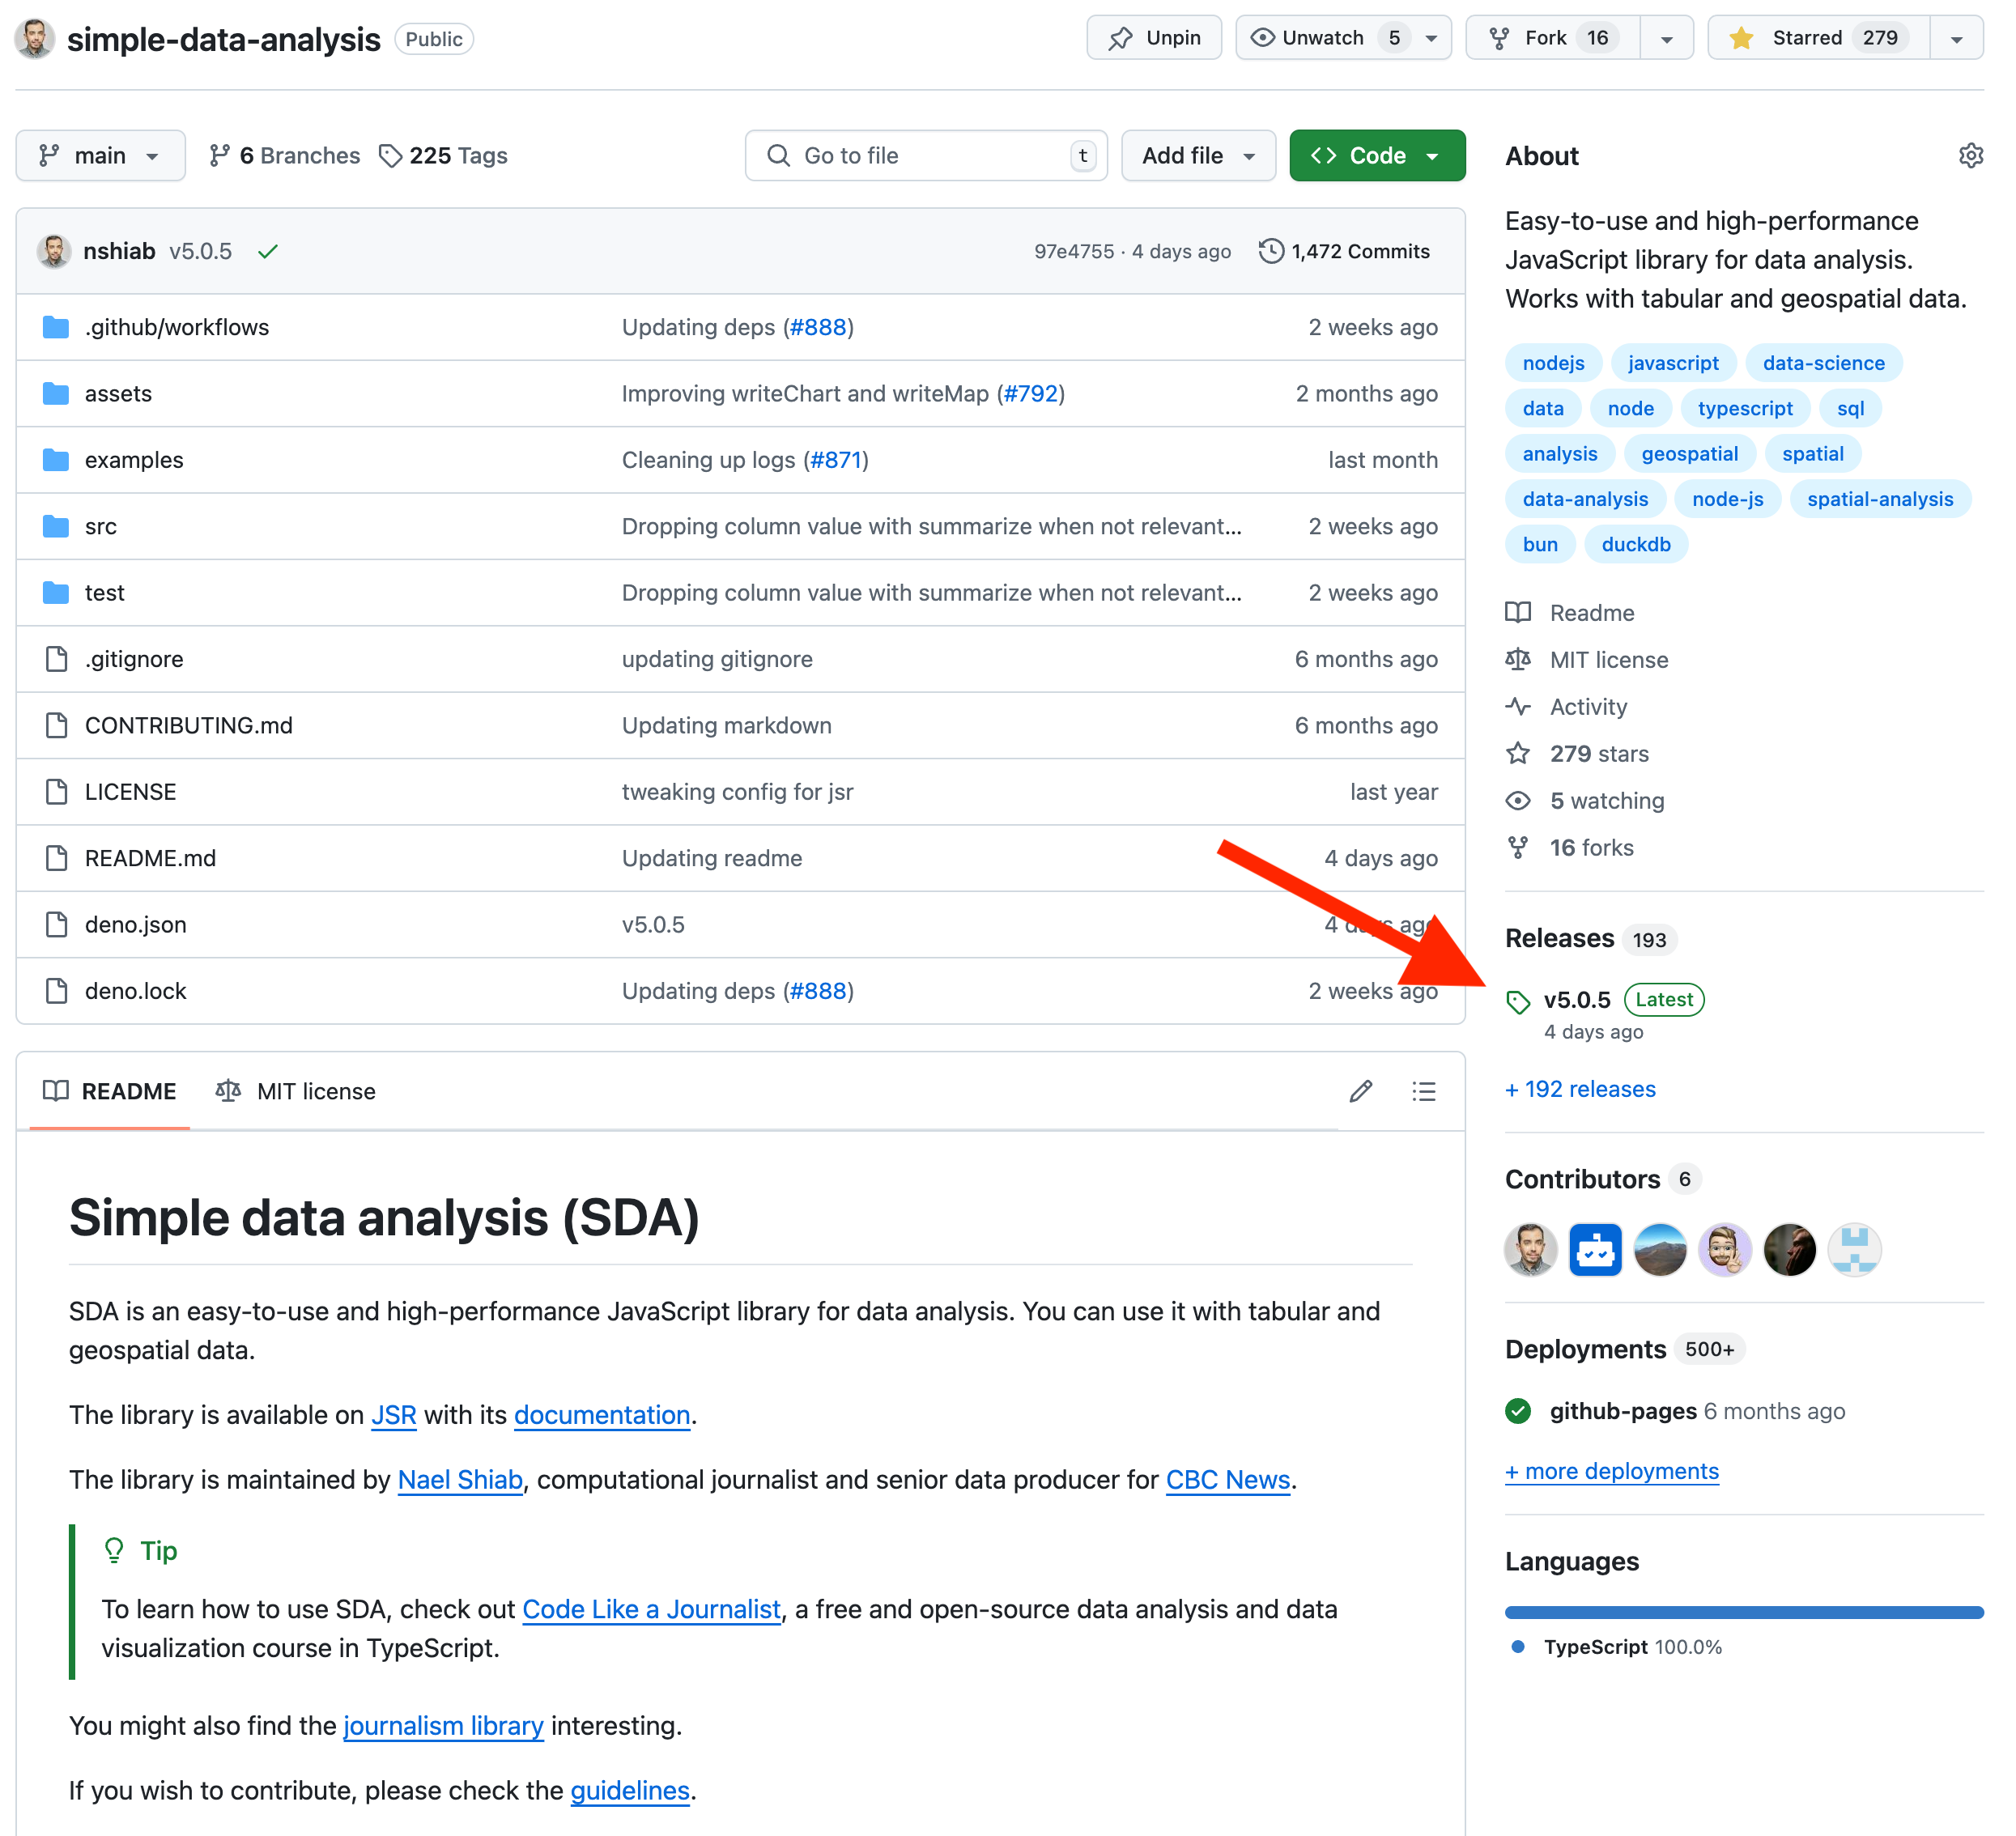 simple-data-analysis Public
Unpin Unwatch 5 Fork 16 Starred 279
main 6 Branches 225 Tags Go to file t Add file Code
nshiab v5.0.5 97e4755 · 4 days ago 1,472 Commits
.github/workflows Updating deps (#888) 2 weeks ago
assets Improving writeChart and writeMap (#792) 2 months ago
examples Cleaning up logs (#871) last month
src Dropping column value with summarize when not relevant... 2 weeks ago
test Dropping column value with summarize when not relevant... 2 weeks ago
.gitignore updating gitignore 6 months ago
CONTRIBUTING.md Updating markdown 6 months ago
LICENSE tweaking config for jsr last year
README.md Updating readme 4 days ago
deno.json v5.0.5 4 days ago
deno.lock Updating deps (#888) 2 weeks ago
README MIT license
Simple data analysis (SDA)
SDA is an easy-to-use and high-performance JavaScript library for data analysis. You can use it with tabular and
geospatial data.
The library is available on JSR with its documentation.
The library is maintained by Nael Shiab, computational journalist and senior data producer for CBC News.
Tip
To learn how to use SDA, check out Code Like a Journalist, a free and open-source data analysis and data
visualization course in TypeScript.
You might also find the journalism library interesting.
If you wish to contribute, please check the guidelines.
About
Easy-to-use and high-performance
JavaScript library for data analysis.
Works with tabular and geospatial data.
nodejs javascript data-science
data node typescript sql
analysis geospatial spatial
data-analysis node-js spatial-analysis
bun duckdb
Readme
MIT license
Activity
279 stars
5 watching
16 forks
Releases 193
v5.0.5 Latest
4 days ago
+ 192 releases
Contributors 6
Deployments 500+
github-pages 6 months ago
+ more deployments
Languages
TypeScript 100.0%